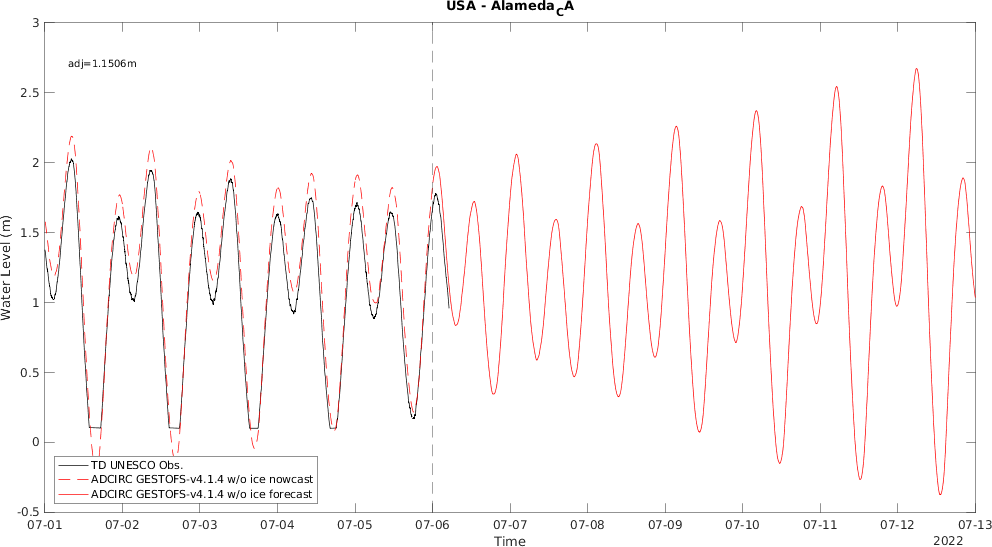 USA - Alameda_CA
adj=1.1506m
3
2.5
2
1.5
1
0.5
0
-0.5
Water Level (m)
TD UNESCO Obs.
ADCIRC GESTOFS-v4.1.4 w/o ice nowcast
ADCIRC GESTOFS-v4.1.4 w/o ice forecast
07-01 07-02 07-03 07-04 07-05 07-06 07-07 07-08 07-09 07-10 07-11 07-12 07-13
Time
2022